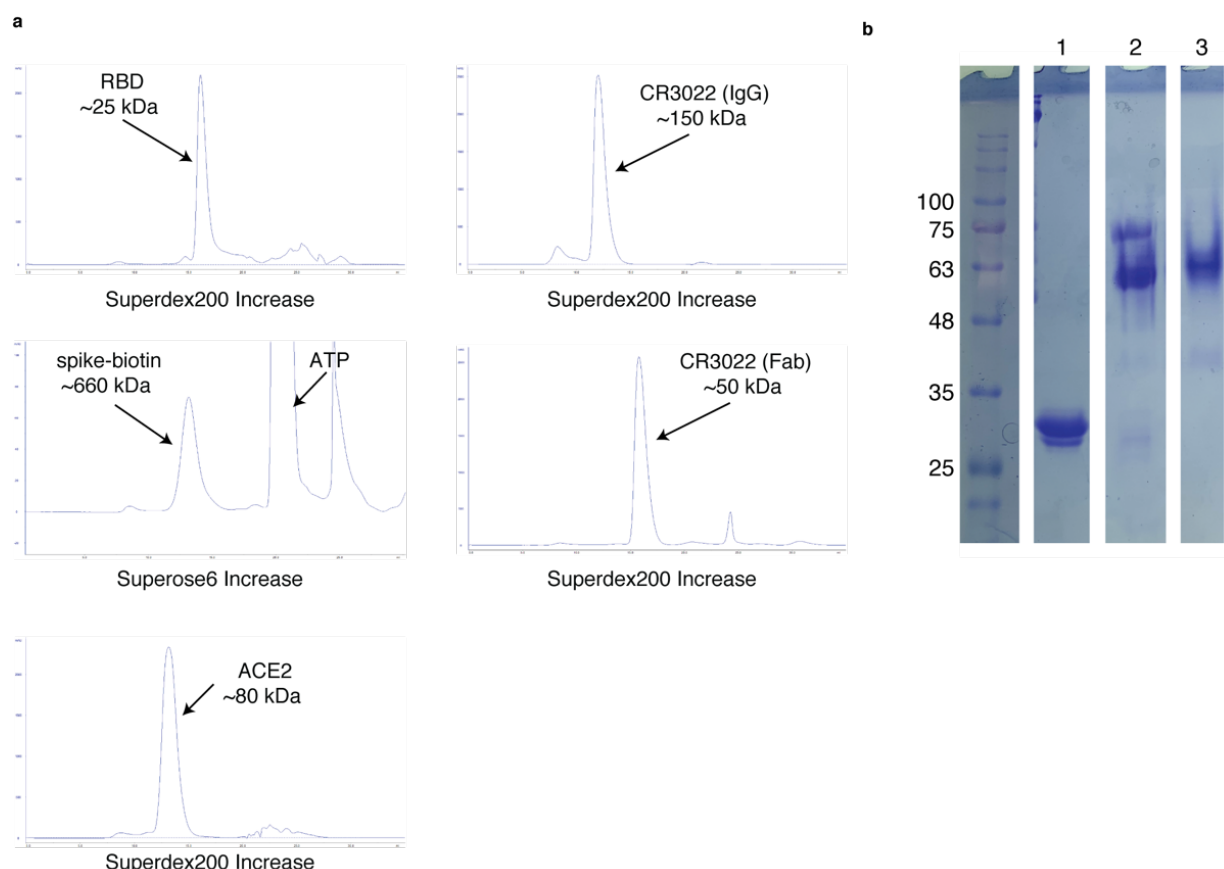 a
RBD
~25 kDa
Superdex200 Increase
CR3022 (IgG)
~150 kDa
Superdex200 Increase
spike-biotin
~660 kDa
ATP
Superose6 Increase
CR3022 (Fab)
~50 kDa
Superdex200 Increase
ACE2
~80 kDa
Superdex200 Increase
b
1 2 3
100
75
63
48
35
25